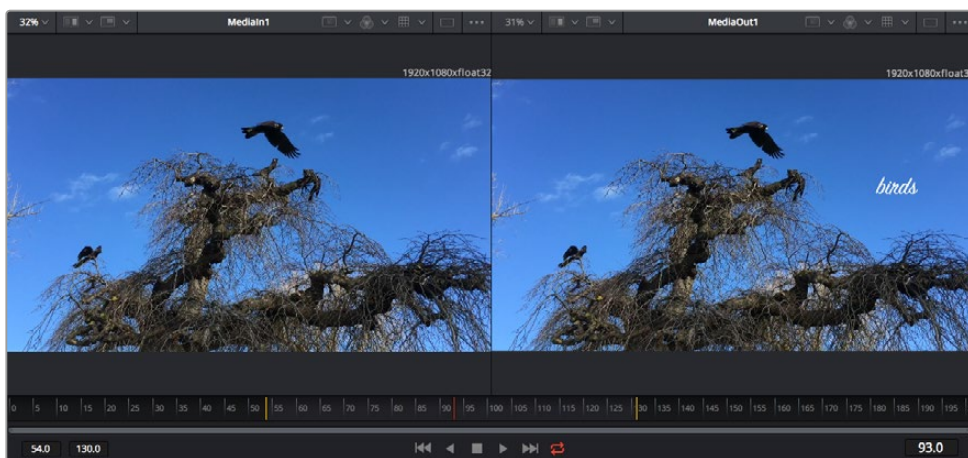 32% MediaIn1
31% MediaOut1
1920x1080xfloat32
1920x1080xfloat3
birds
0 5 10 15 20 25 30 35 40 45 50 55 60 65 70 75 80 85 90 95 100 105 110 115 120 125 30 135 140 145 150 155 160 165 170 175 180 185 190 195
54.0 130.0 93.0